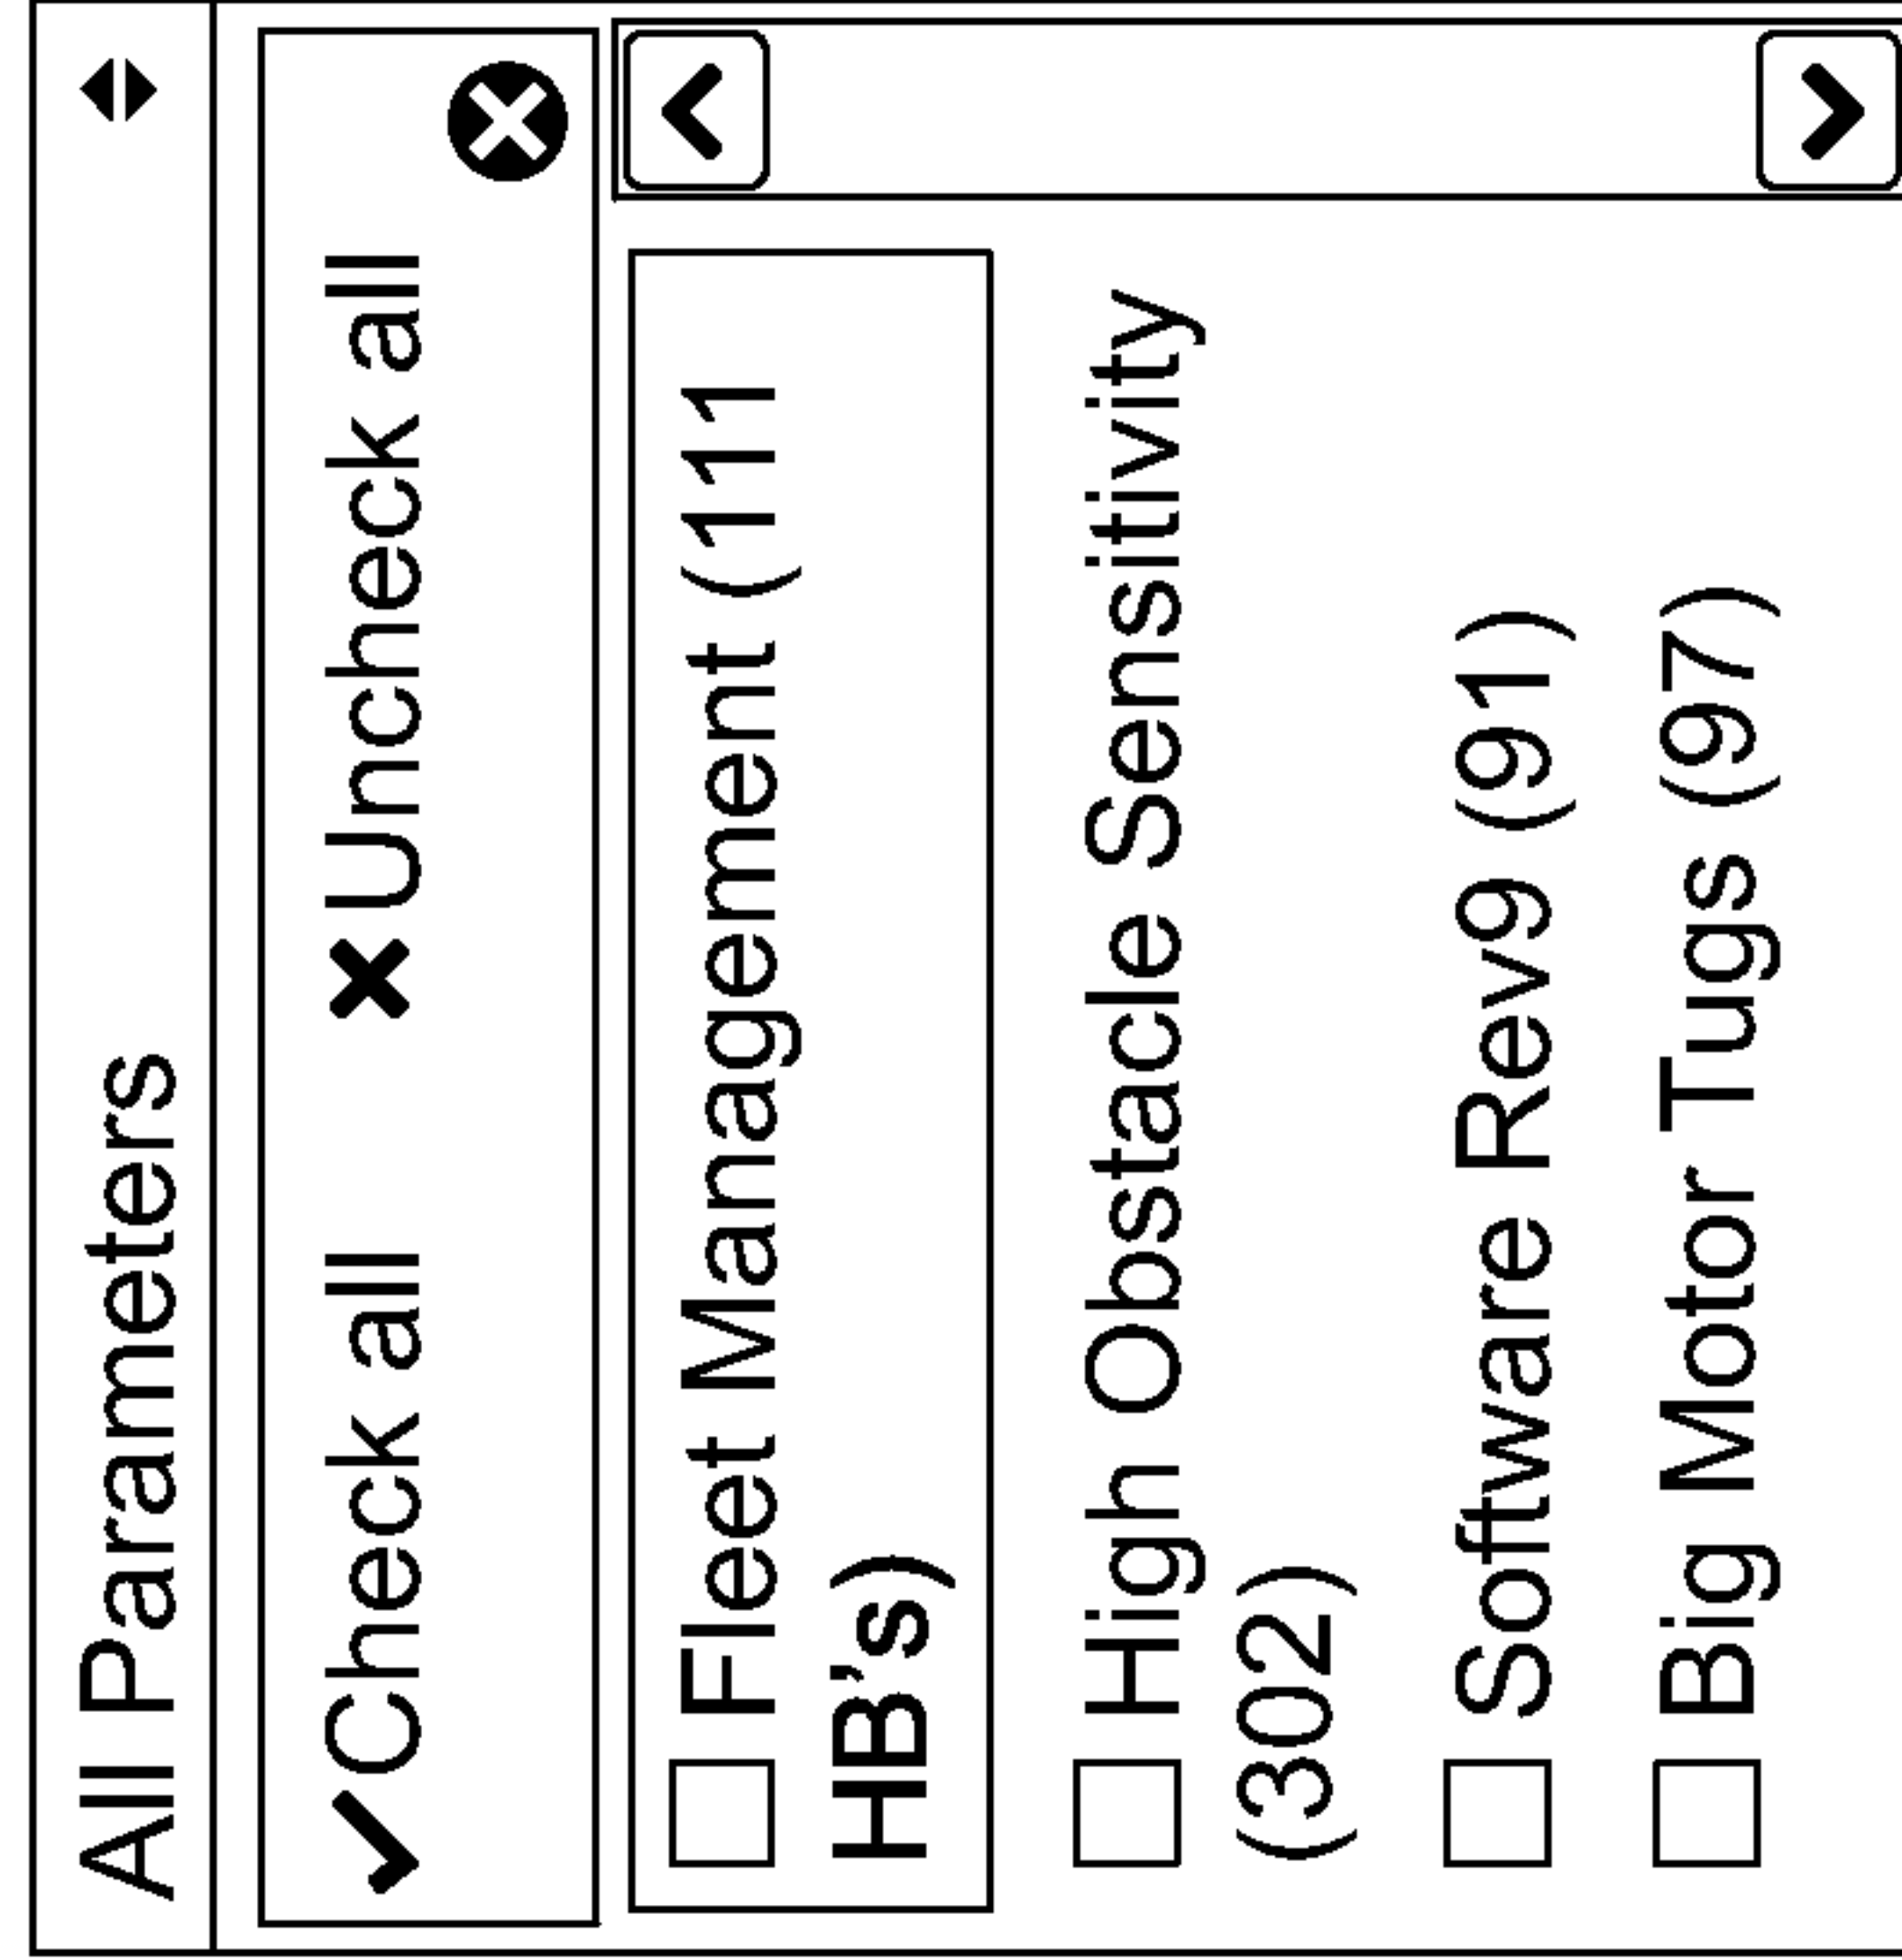 All Parameters
Check all Uncheck all
Fleet Management (111
HB's)
High Obstacle Sensitivity
(302)
Software Rev9 (91)
Big Motor Tugs (97)